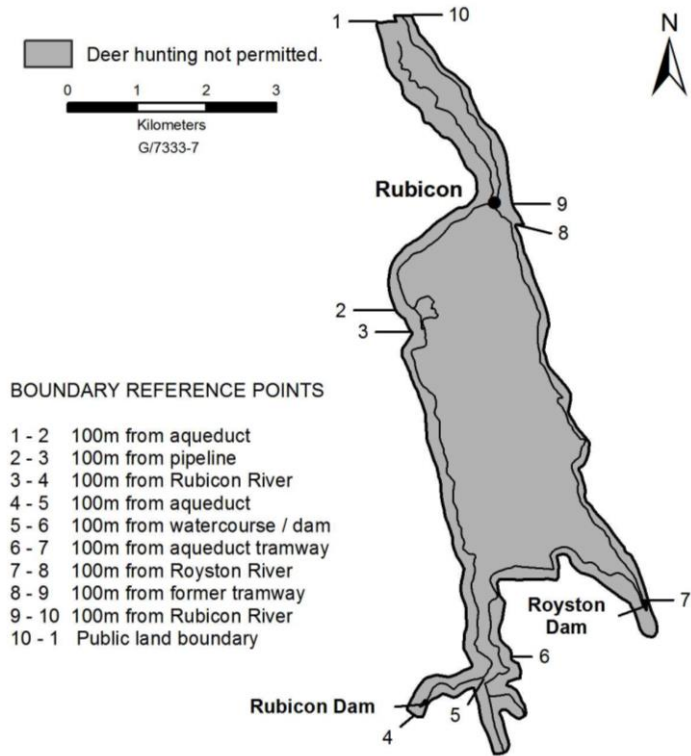 1
10
N
Deer hunting not permitted.
0 1 2 3
Kilometers
G/7333-7
Rubicon
9
8
2
3
BOUNDARY REFERENCE POINTS
1 - 2 100m from aqueduct
2 - 3 100m from pipeline
3 - 4 100m from Rubicon River
4 - 5 100m from aqueduct
5 - 6 100m from watercourse / dam
6 - 7 100m from aqueduct tramway
7 - 8 100m from Royston River
8 - 9 100m from former tramway
9 - 10 100m from Rubicon River
10 - 1 Public land boundary
Royston
Dam
7
6
Rubicon Dam
5
4